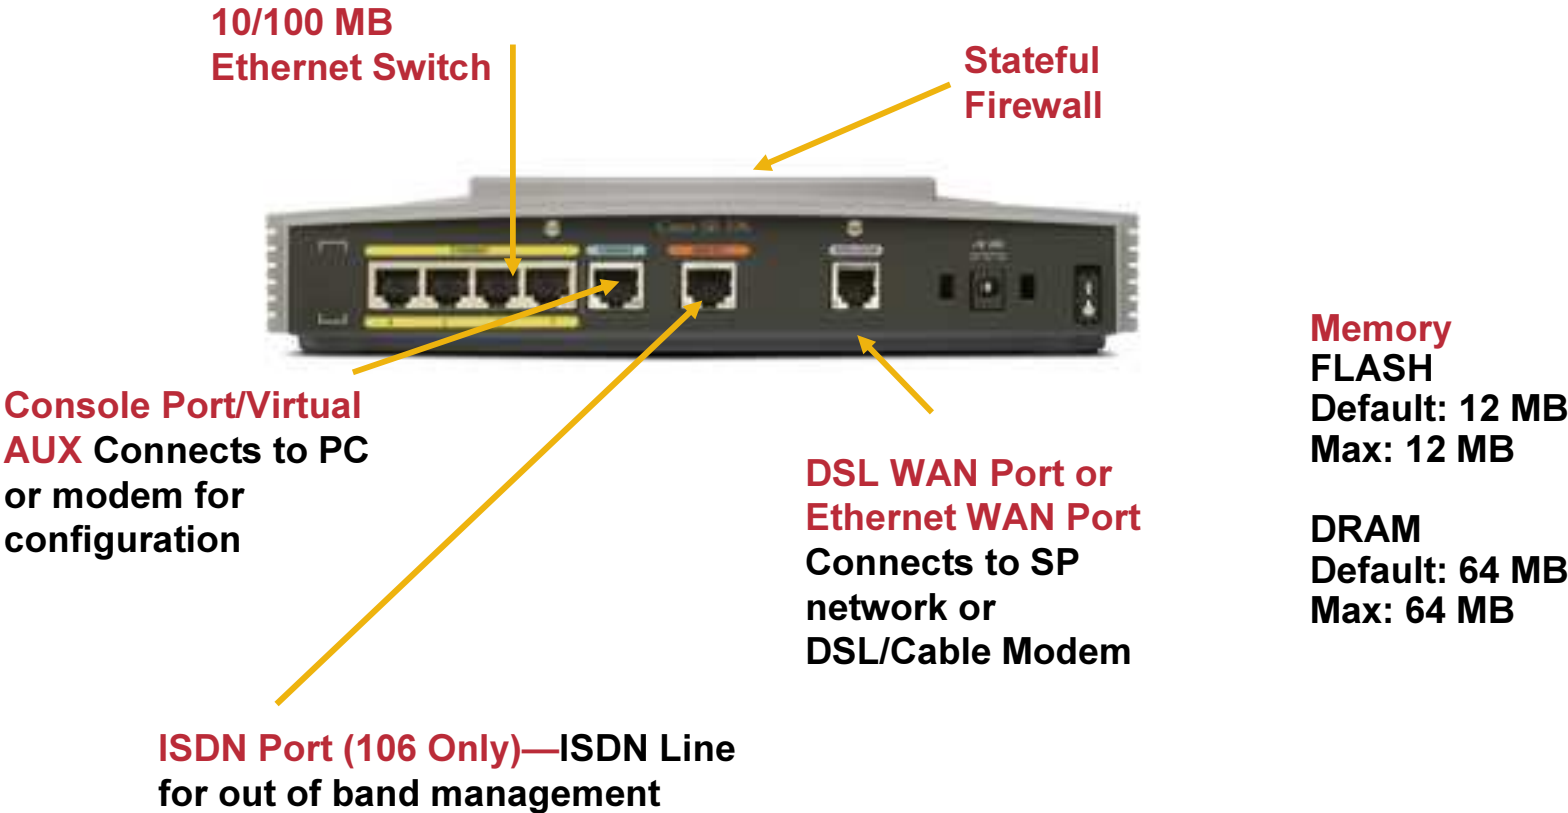 10/100 MB
Ethernet Switch
Stateful
Firewall
Console Port/Virtual
AUX Connects to PC
or modem for
configuration
DSL WAN Port or
Ethernet WAN Port
Connects to SP
network or
DSL/Cable Modem
Memory
FLASH
Default: 12 MB
Max: 12 MB
DRAM
Default: 64 MB
Max: 64 MB
ISDN Port (106 Only)—ISDN Line
for out of band management